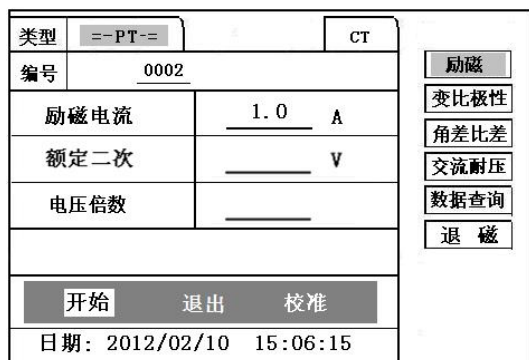 类型 =-PT-= CT
编号 0002
励磁电流 1.0 A
额定二次 V
电压倍数
开始 退出 校准
日期: 2012/02/10 15:06:15
励磁
变比极性
角差比差
交流耐压
数据查询
退 磁